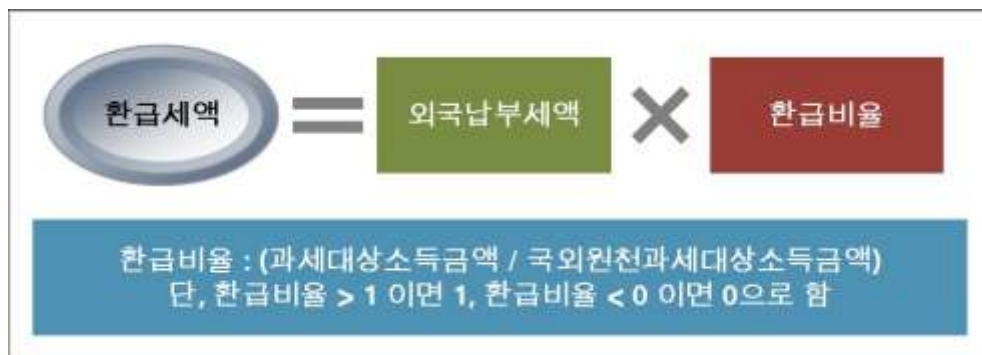 환급세액 = 외국납부세액 × 환급비율
환급비율 : (과세대상소득금액 / 국외원천과세대상소득금액)
단, 환급비율 > 1 이면 1, 환급비율 < 0 이면 0으로 함